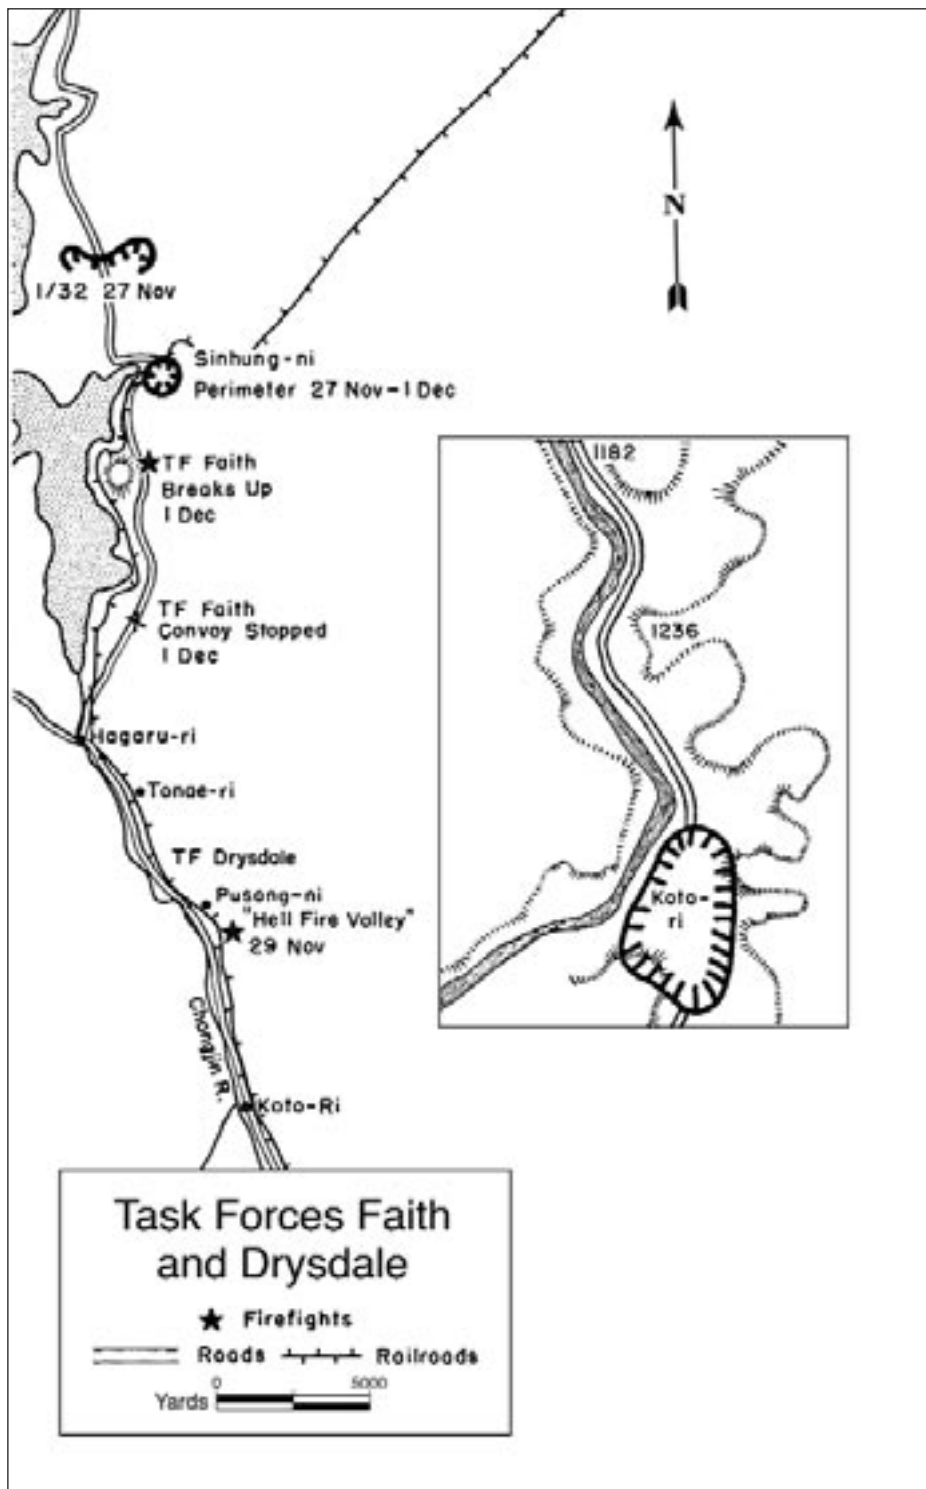 N
1/32 27 Nov
Sinhung-ni
Perimeter 27 Nov-1 Dec
TF Faith
Breaks Up
1 Dec
TF Faith
Convoy Stopped
1 Dec
Hagaru-ri
Tonae-ri
TF Drysdale
Pusong-ni
"Hell Fire Valley"
29 Nov
Changjin R.
Koto-Ri
1182
1236
Koto-
ri
Task Forces Faith
and Drysdale
Firefights
Roads Railroads
0 5000
Yards